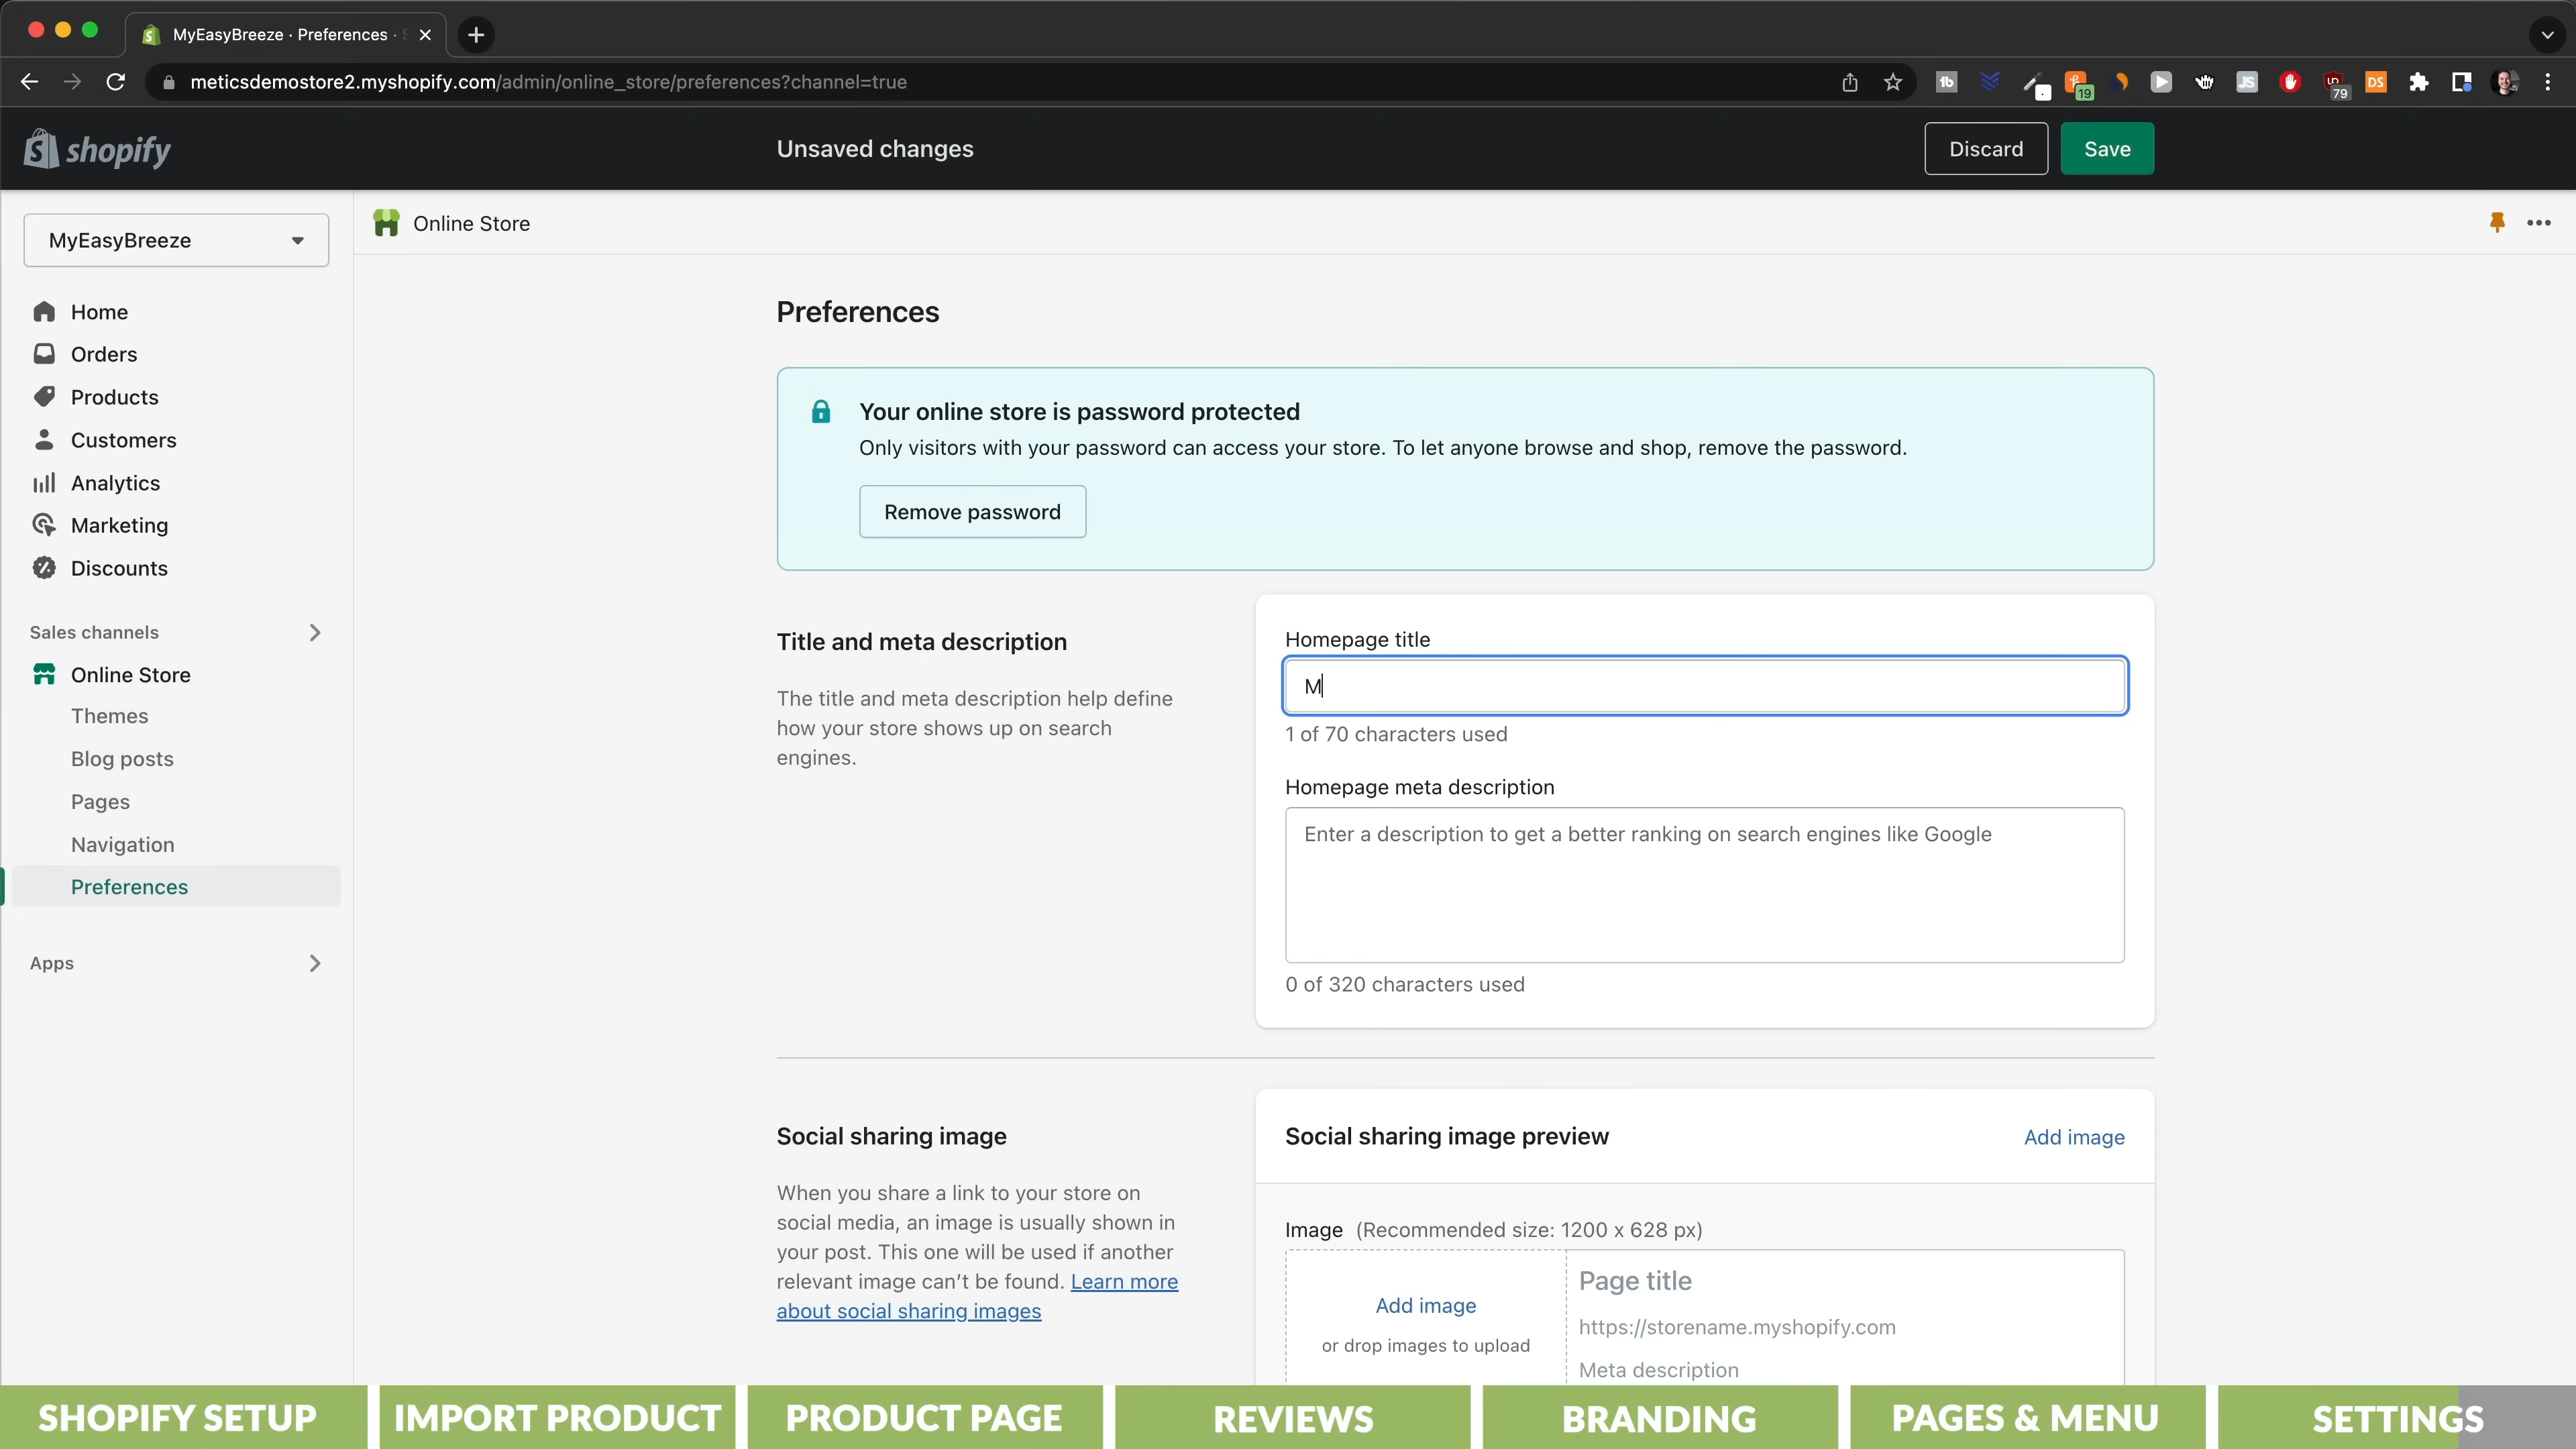 MyEasyBreeze · Preferences ·
meticsdemostore2.myshopify.com/admin/online_store/preferences?channel=true
19
79
DS
JS
shopify
Unsaved changes
Discard
Save
MyEasyBreeze
Online Store
Home
Orders
Products
Customers
Analytics
Marketing
Discounts
Sales channels
Online Store
Themes
Blog posts
Pages
Navigation
Preferences
Apps
Preferences
Your online store is password protected
Only visitors with your password can access your store. To let anyone browse and shop, remove the password.
Remove password
Title and meta description
The title and meta description help define
how your store shows up on search
engines.
Homepage title
M
1 of 70 characters used
Homepage meta description
Enter a description to get a better ranking on search engines like Google
0 of 320 characters used
Social sharing image
When you share a link to your store on
social media, an image is usually shown in
your post. This one will be used if another
relevant image can't be found. Learn more
about social sharing images
Social sharing image preview
Add image
Image (Recommended size: 1200 x 628 px)
Add image
or drop images to upload
Page title
https://storename.myshopify.com
Meta description
SHOPIFY SETUP
IMPORT PRODUCT
PRODUCT PAGE
REVIEWS
BRANDING
PAGES & MENU
SETTINGS